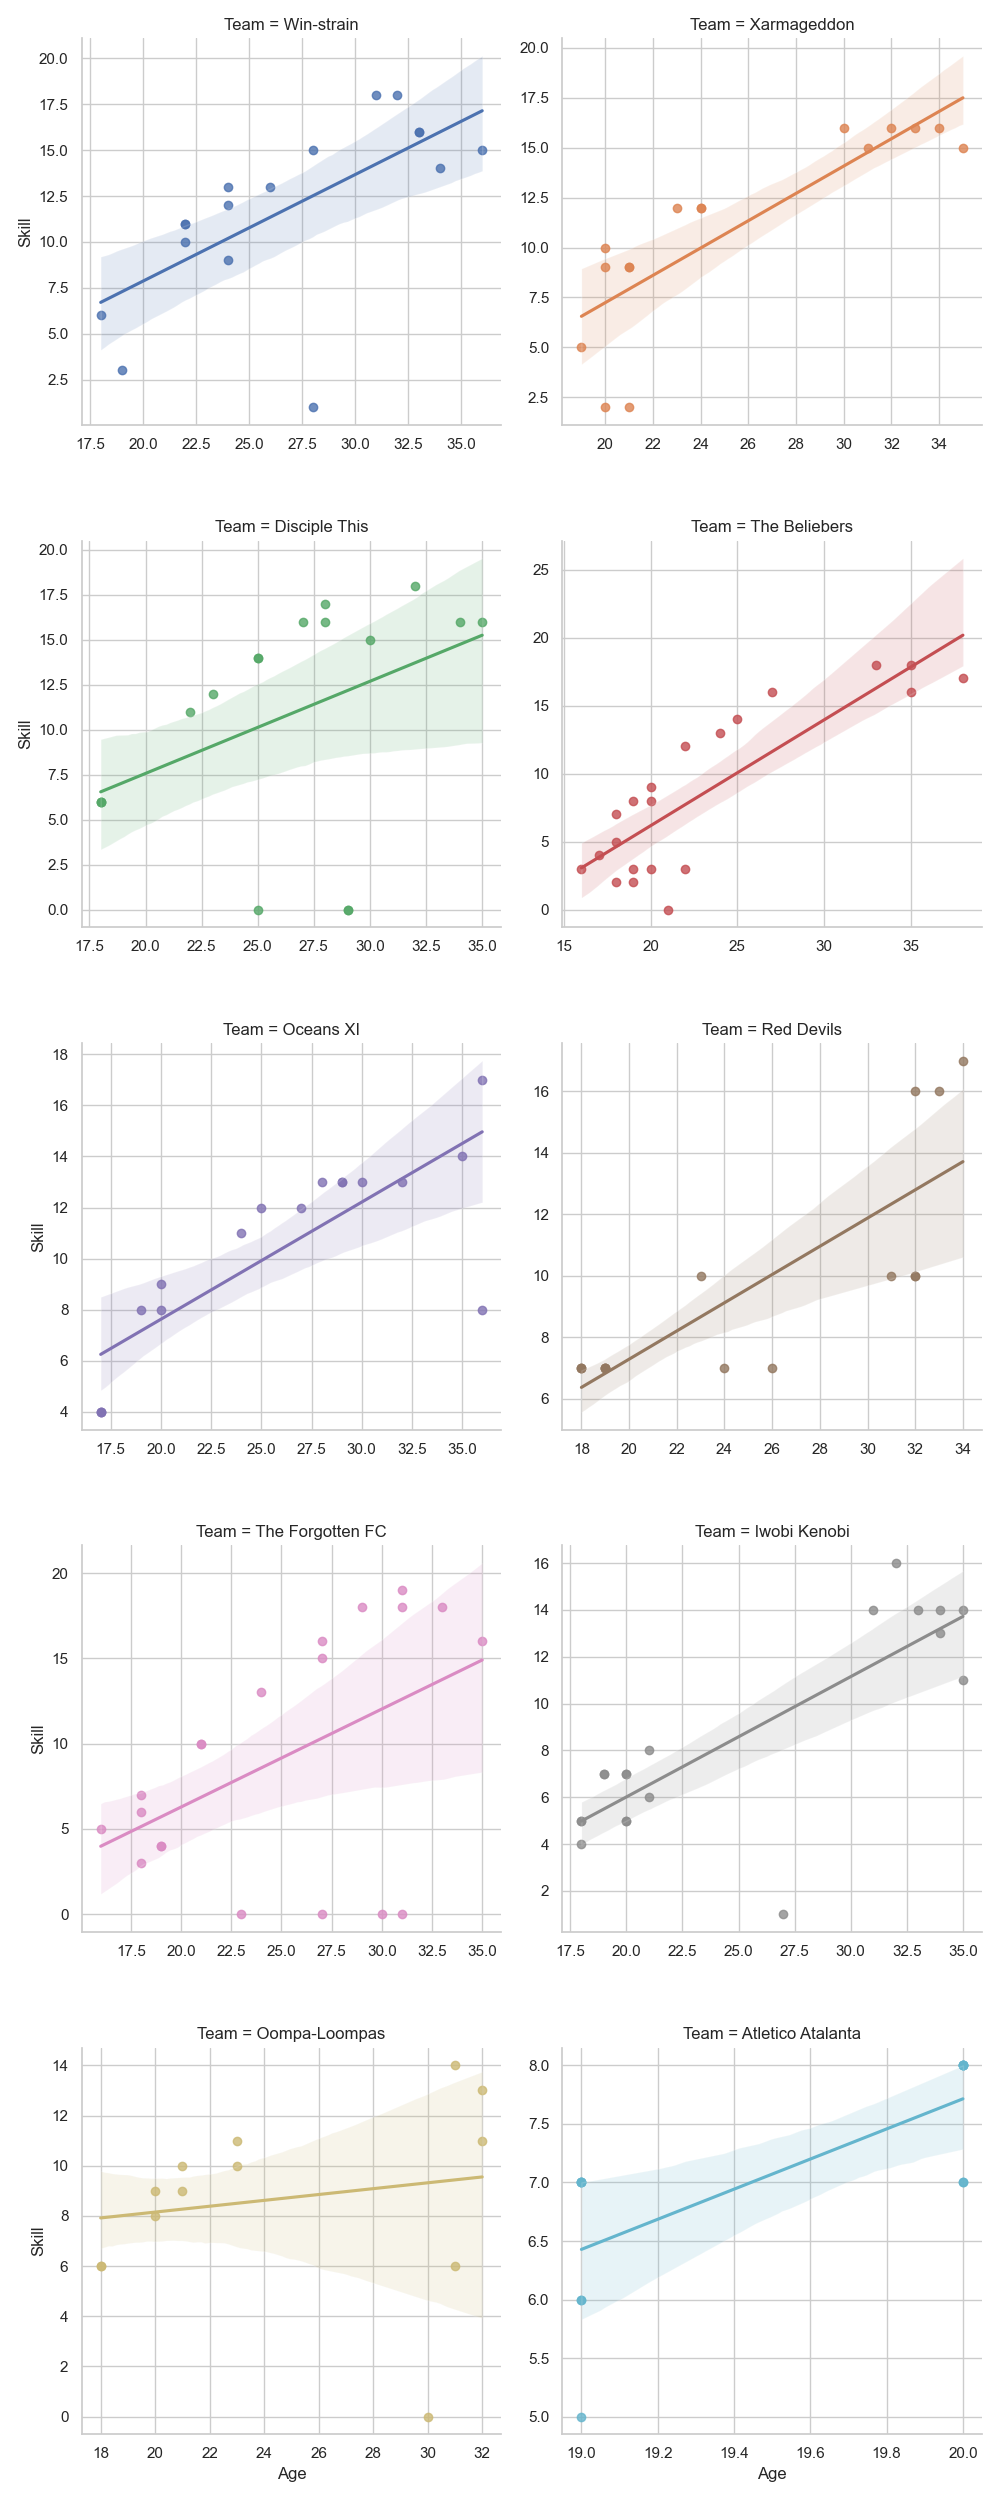 Team = Win-strain
Team = Xarmageddon
20.0
17.5
15.0
12.5
10.0
7.5
5.0
2.5
Skill
17.5 20.0 22.5 25.0 27.5 30.0 32.5 35.0
20.0
17.5
15.0
12.5
10.0
7.5
5.0
2.5
20 22 24 26 28 30 32 34
Team = Disciple This
Team = The Beliebers
20.0
17.5
15.0
12.5
10.0
7.5
5.0
2.5
0.0
Skill
17.5 20.0 22.5 25.0 27.5 30.0 32.5 35.0
25
20
15
10
5
0
15 20 25 30 35
Team = Oceans XI
Team = Red Devils
18
16
14
12
10
8
6
4
Skill
17.5 20.0 22.5 25.0 27.5 30.0 32.5 35.0
16
14
12
10
8
6
18 20 22 24 26 28 30 32 34
Team = The Forgotten FC
Team = Iwobi Kenobi
20
15
10
5
0
Skill
17.5 20.0 22.5 25.0 27.5 30.0 32.5 35.0
16
14
12
10
8
6
4
2
17.5 20.0 22.5 25.0 27.5 30.0 32.5 35.0
Team = Oompa-Loompas
Team = Atletico Atalanta
14
12
10
8
6
4
2
0
Skill
18 20 22 24 26 28 30 32
Age
8.0
7.5
7.0
6.5
6.0
5.5
5.0
19.0 19.2 19.4 19.6 19.8 20.0
Age